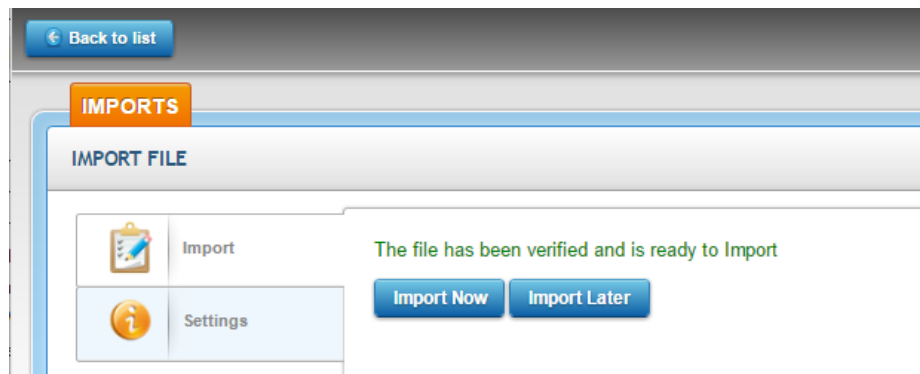 Back to list
IMPORTS
IMPORT FILE
Import
The file has been verified and is ready to Import
Import Now Import Later
Settings